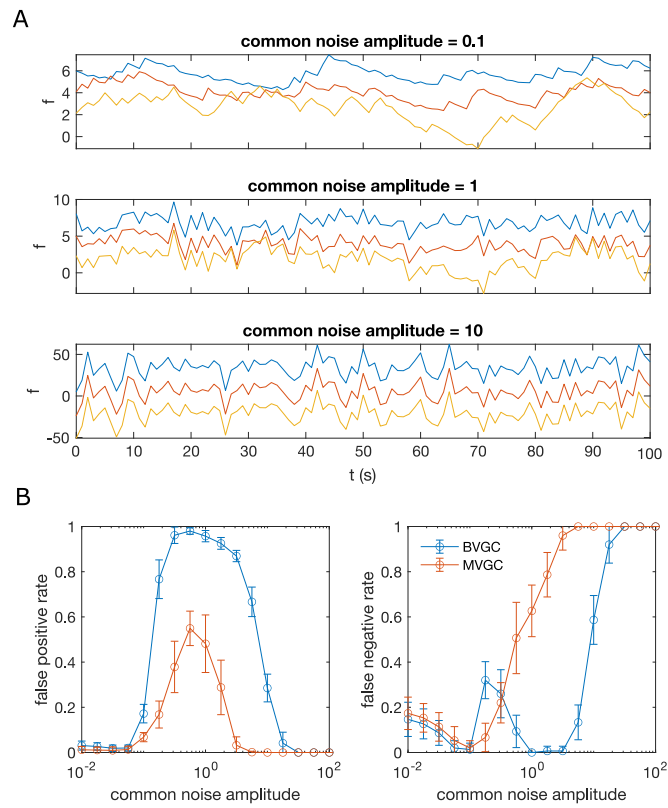 A
common noise amplitude = 0.1
f
6
4
2
0
common noise amplitude = 1
f
10
5
0
common noise amplitude = 10
f
50
0
-50
0 10 20 30 40 50 60 70 80 90 100
t (s)
B
false positive rate
1
0.8
0.6
0.4
0.2
0
10-2 100 102
common noise amplitude
false negative rate
1
0.8
0.6
0.4
0.2
0
BVGC
MVGC
10-2 100 102
common noise amplitude